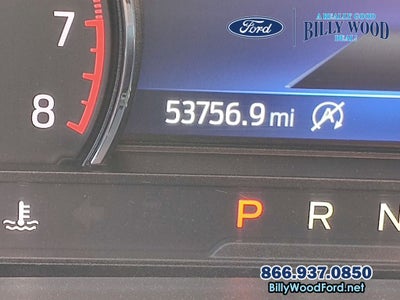 7
8
Ford
A REALLY GOOD
BILLY WOOD
DEAL!
53756.9 mi A
P R N
866.937.0850
BillyWoodFord.net